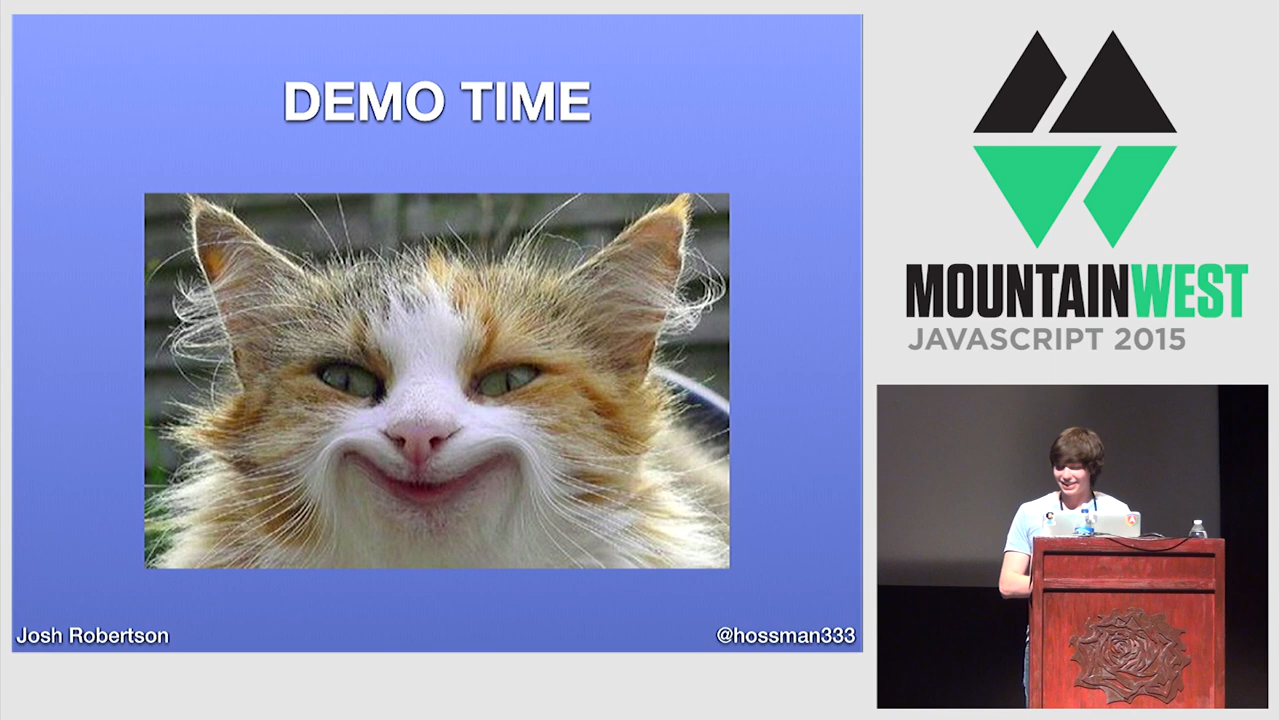 DEMO TIME
Josh Robertson
@hossman333
MOUNTAINWEST
JAVASCRIPT 2015